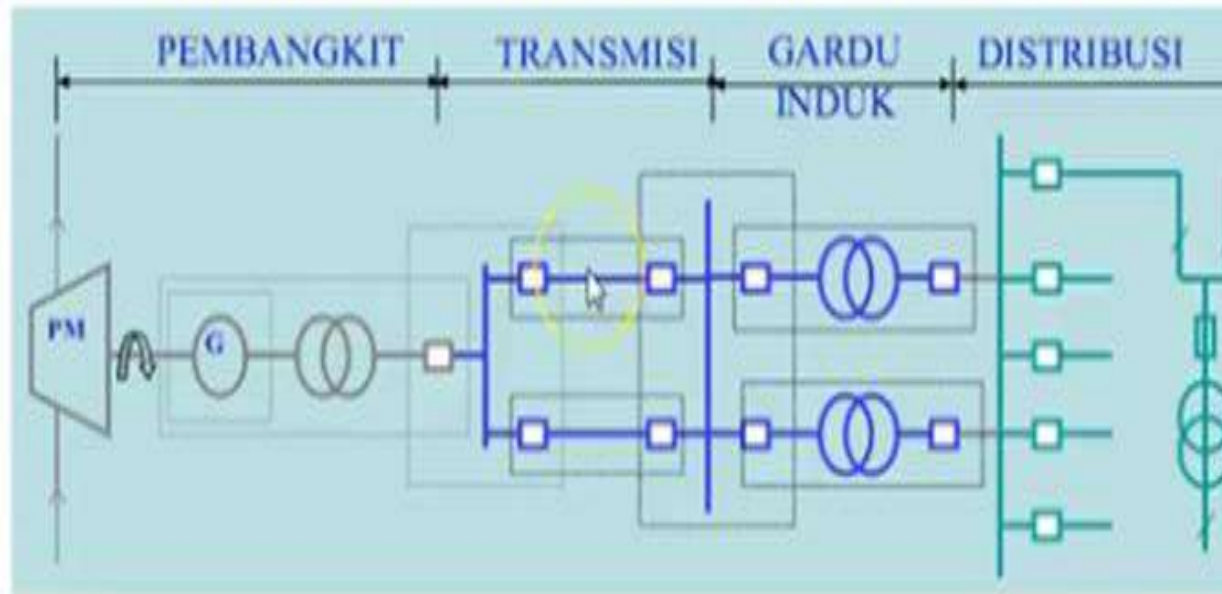 PEMBANGKIT
TRANSMISI
GARDU
INDUK
DISTRIBUSI
PM
G